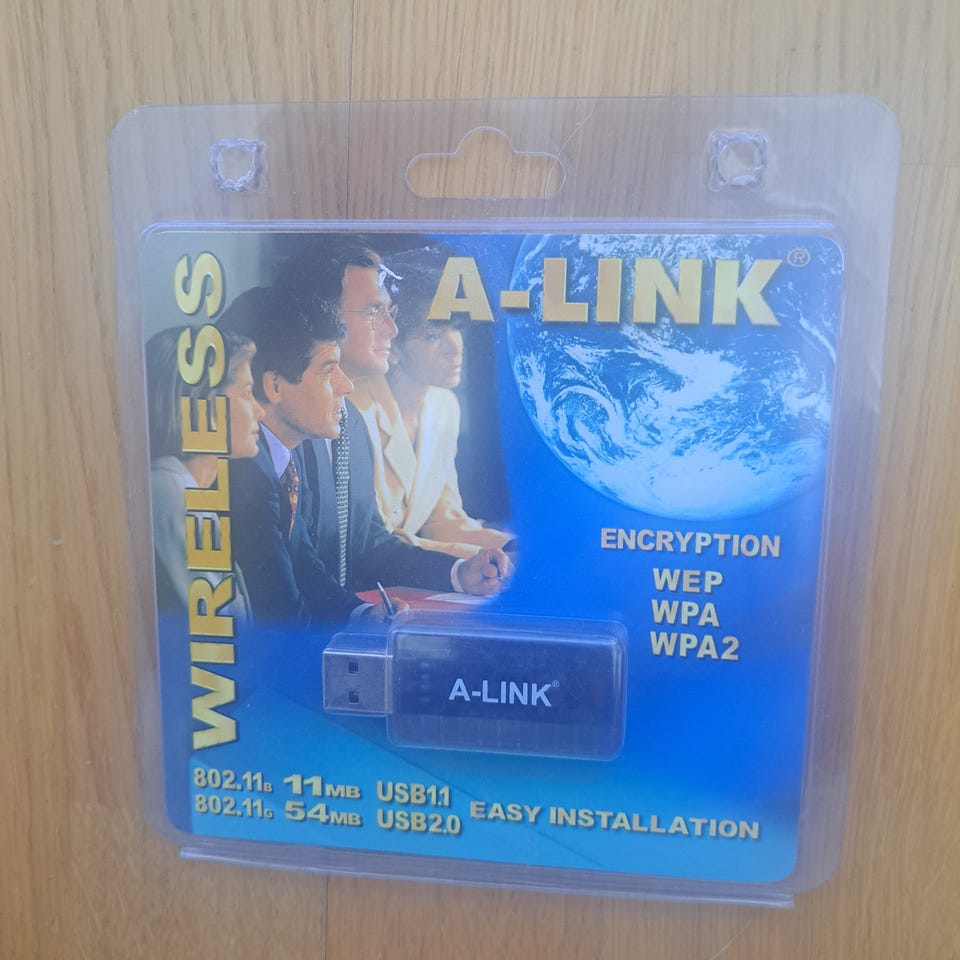 WIRELESS
A-LINK®
ENCRYPTION
WEP
WPA
WPA2
A-LINK®
802.11B 11MB USB1.1
802.11G 54MB USB2.0
EASY INSTALLATION